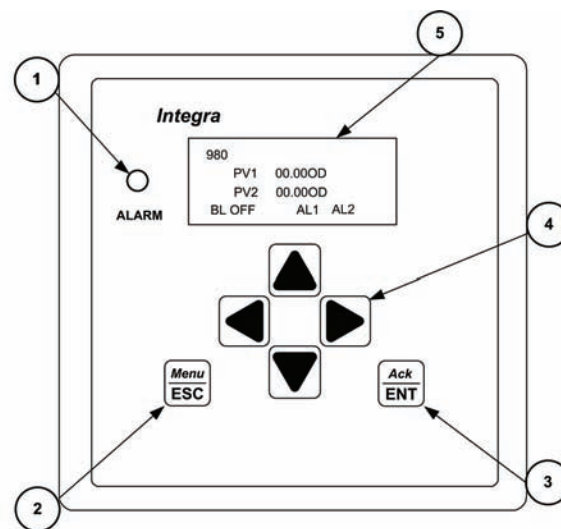 5
1
Integra
980
PV1 00.00OD
PV2 00.00OD
BL OFF AL1 AL2
ALARM
4
Menu
ESC
Ack
ENT
2
3